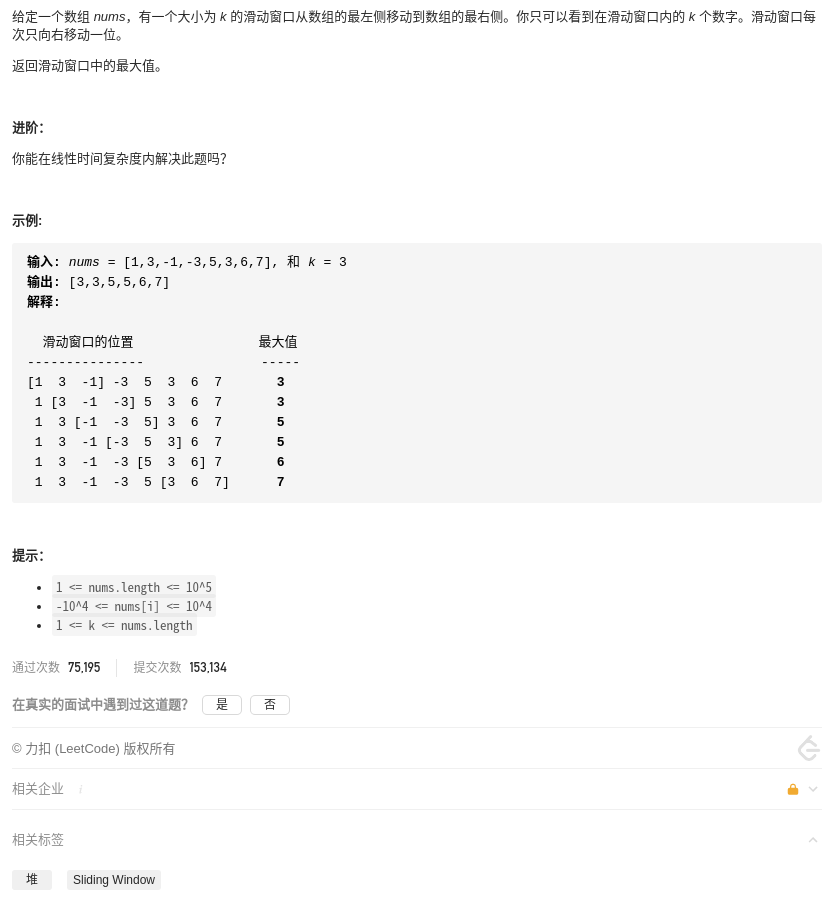 给定一个数组 nums，有一个大小为 k 的滑动窗口从数组的最左侧移动到数组的最右侧。你只可以看到在滑动窗口内的 k 个数字。滑动窗口每
次只向右移动一位。
返回滑动窗口中的最大值。
进阶：
你能在线性时间复杂度内解决此题吗？
示例:
输入: nums = [1,3,-1,-3,5,3,6,7], 和 k = 3
输出: [3,3,5,5,6,7]
解释:
滑动窗口的位置                最大值
---------------               -----
[1  3  -1] -3  5  3  6  7       3
 1 [3  -1  -3] 5  3  6  7       3
 1  3 [-1  -3  5] 3  6  7       5
 1  3  -1 [-3  5  3] 6  7       5
 1  3  -1  -3 [5  3  6] 7       6
 1  3  -1  -3  5 [3  6  7]      7
提示：
1 <= nums.length <= 10^5
-10^4 <= nums[i] <= 10^4
1 <= k <= nums.length
通过次数 75,195 提交次数 153,134
在真实的面试中遇到过这道题？ 是 否
© 力扣 (LeetCode) 版权所有
相关企业 i
相关标签
堆 Sliding Window